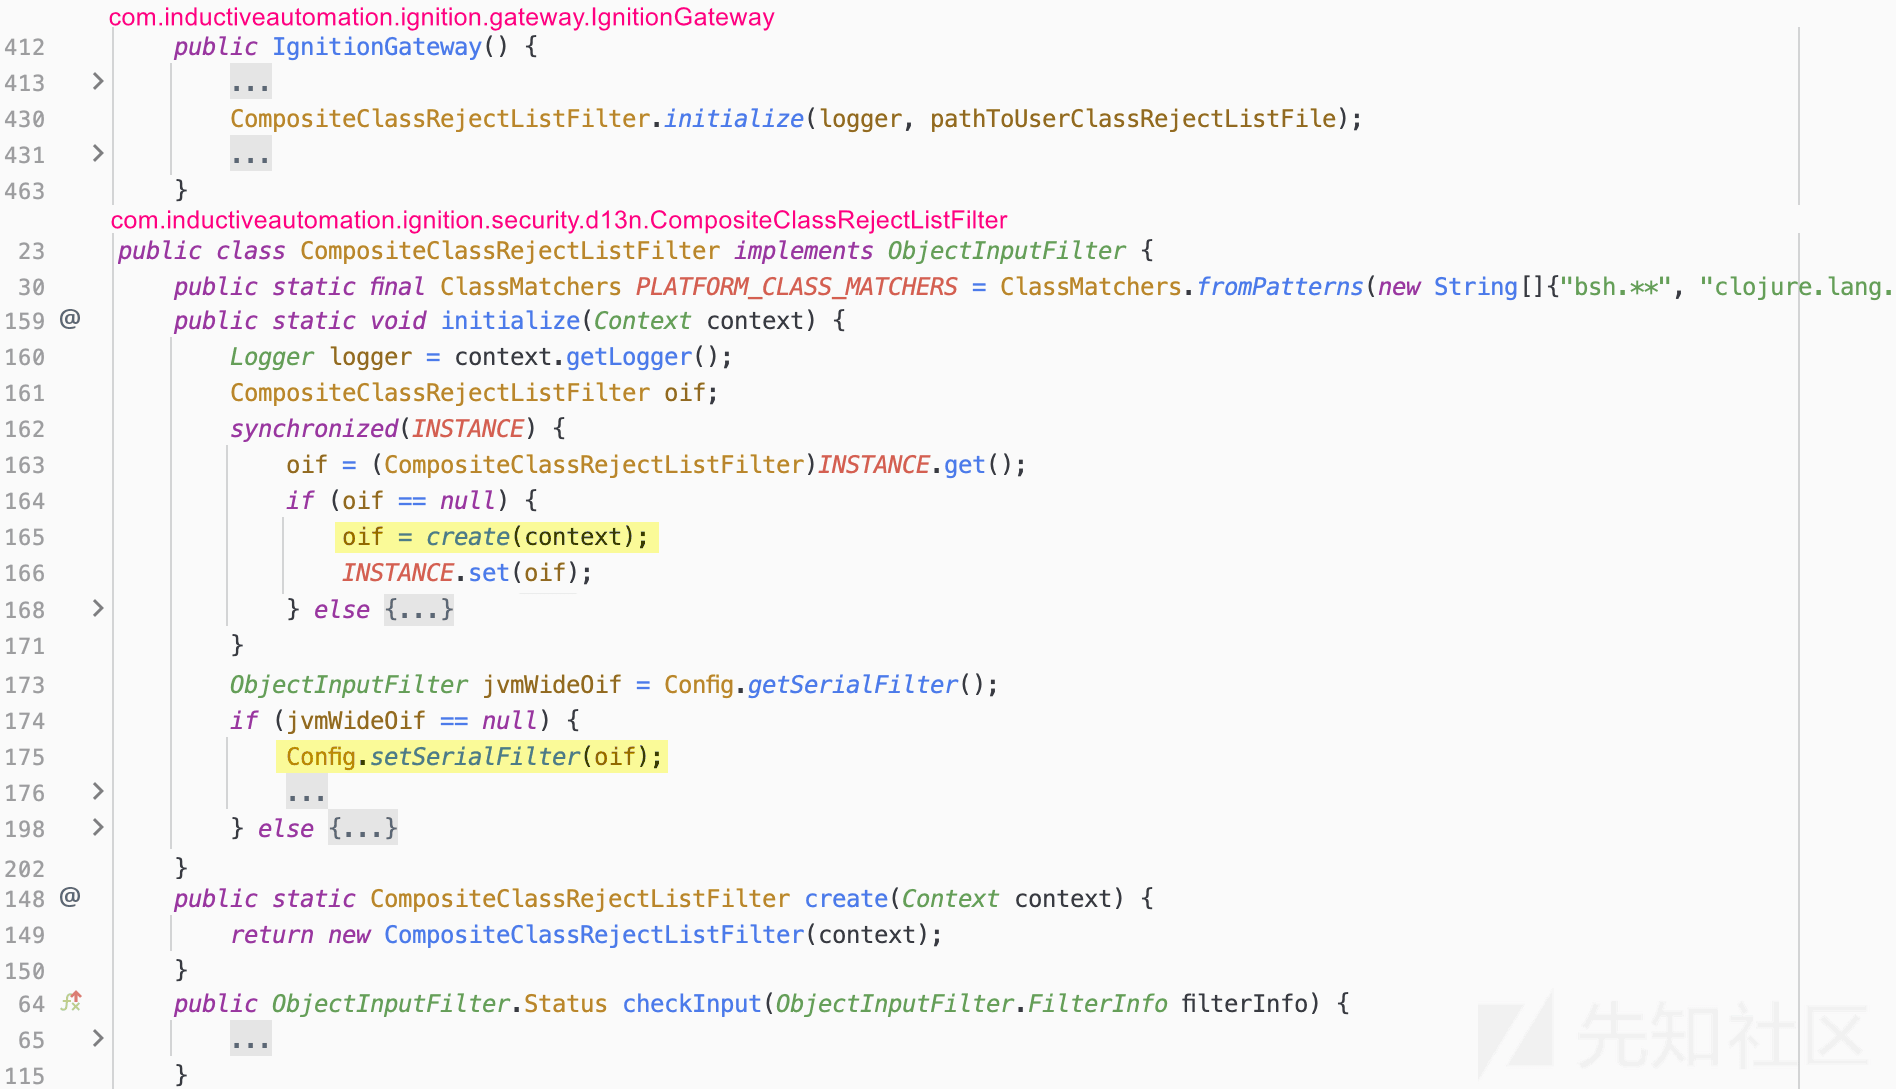 com.inductiveautomation.ignition.gateway.IgnitionGateway
412 public IgnitionGateway() {
413 ...
430 CompositeClassRejectListFilter.initialize(logger, pathToUserClassRejectListFile);
431 ...
463 }
com.inductiveautomation.ignition.security.d13n.CompositeClassRejectListFilter
23 public class CompositeClassRejectListFilter implements ObjectInputFilter {
30 public static final ClassMatchers PLATFORM_CLASS_MATCHERS = ClassMatchers.fromPatterns(new String[]{"bsh.**", "clojure.lang.
159 @ public static void initialize(Context context) {
160 Logger logger = context.getLogger();
161 CompositeClassRejectListFilter oif;
162 synchronized(INSTANCE) {
163 oif = (CompositeClassRejectListFilter)INSTANCE.get();
164 if (oif == null) {
165 oif = create(context);
166 INSTANCE.set(oif);
168 } else {...}
171 }
173 ObjectInputFilter jvmWideOif = Config.getSerialFilter();
174 if (jvmWideOif == null) {
175 Config.setSerialFilter(oif);
176 ...
198 } else {...}
202 }
148 @ public static CompositeClassRejectListFilter create(Context context) {
149 return new CompositeClassRejectListFilter(context);
150 }
64 public ObjectInputFilter.Status checkInput(ObjectInputFilter.FilterInfo filterInfo) {
65 ...
115 }
先知社区